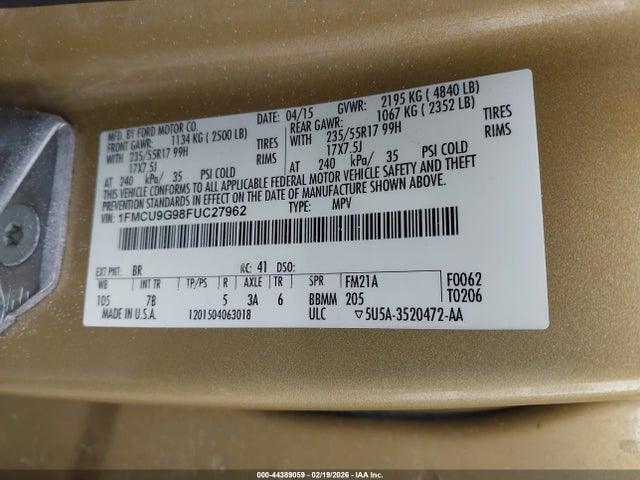 MFD. BY FORD MOTOR CO.
DATE: 04/15 GVWR: 2195 KG ( 4840 LB)
FRONT GAWR: 1134 KG ( 2500 LB)
REAR GAWR: 1067 KG ( 2352 LB)
WITH 235/55R17 99H TIRES
WITH 235/55R17 99H TIRES
17X7.5J RIMS
17X7.5J RIMS
AT 240 kPa/ 35 PSI COLD
AT 240 kPa/ 35 PSI COLD
THIS VEHICLE CONFORMS TO ALL APPLICABLE FEDERAL MOTOR VEHICLE SAFETY AND THEFT
PREVENTION STANDARDS IN EFFECT ON THE DATE OF MANUFACTURE SHOWN ABOVE.
VIN: 1FMCU9G98FUC27962 TYPE: MPV
EXT PNT: BR RC: 41 DSO:
WB INT TR TP/PS R AXLE TR SPR FM21A F0062
105 7B 5 3A 6 BBMM 205 T0206
MADE IN U.S.A. 1201504063018 ULC ▽5U5A-3520472-AA
000-44389059 - 02/19/2026 - IAA Inc.